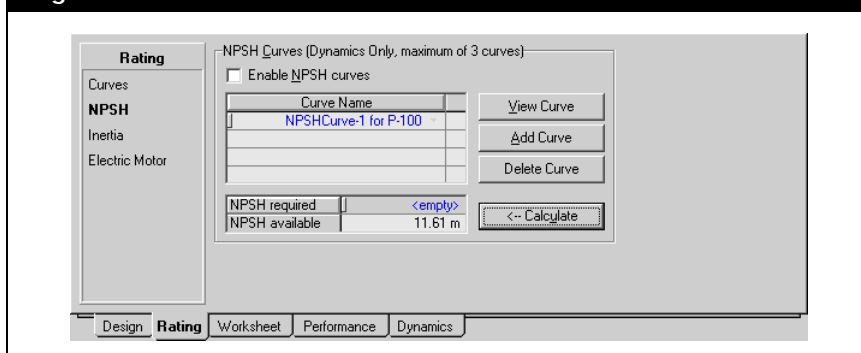 Rating
Curves
NPSH
Inertia
Electric Motor
NPSH Curves (Dynamics Only, maximum of 3 curves)
Enable NPSH curves
Curve Name
NPSHCurve-1 for P-100
View Curve
Add Curve
Delete Curve
NPSH required <empty>
NPSH available 11.61 m
<-- Calculate
Design Rating Worksheet Performance Dynamics